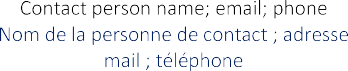 Contact person name; email; phone
Nom de la personne de contact ; adresse
mail ; téléphone